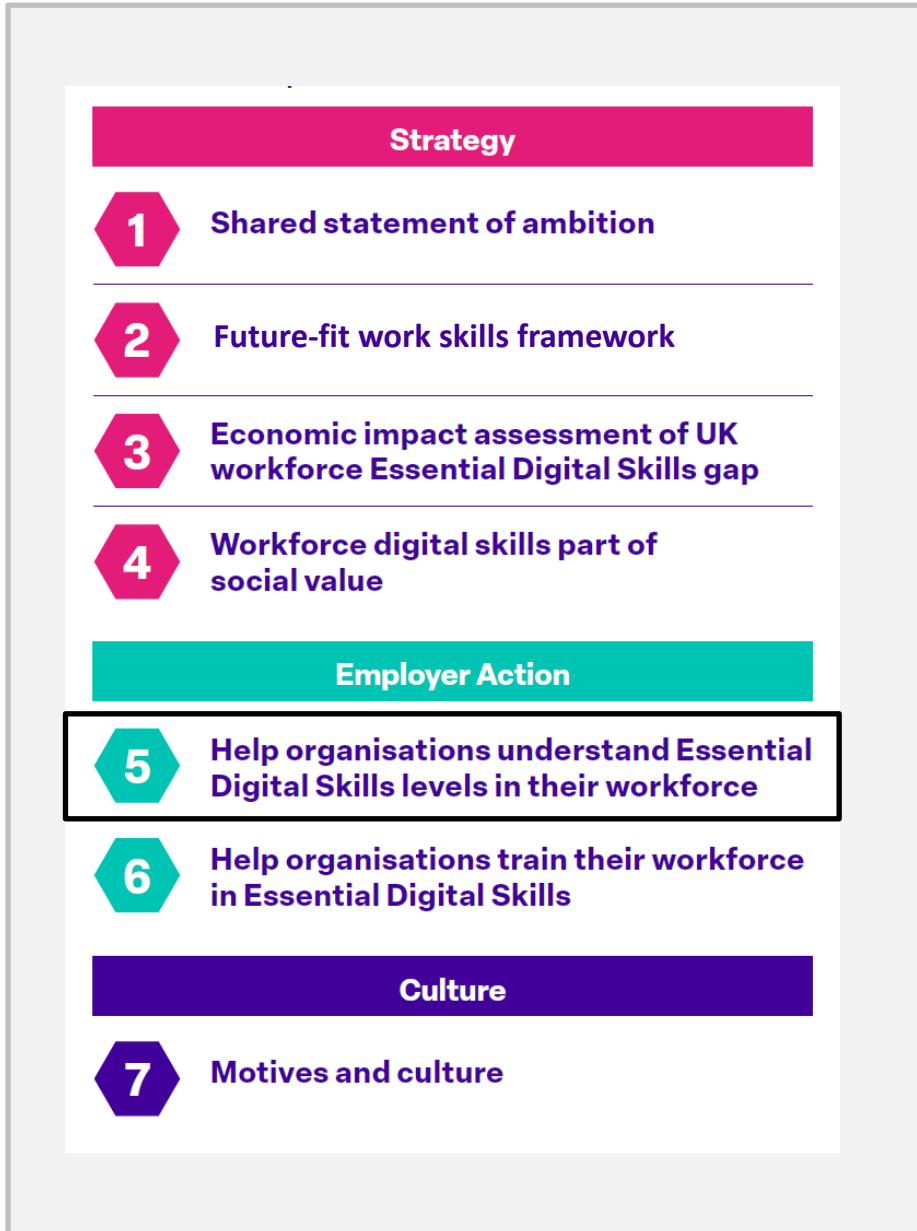 Strategy
1 Shared statement of ambition
2 Future-fit work skills framework
3 Economic impact assessment of UK
workforce Essential Digital Skills gap
4 Workforce digital skills part of
social value
Employer Action
5 Help organisations understand Essential
Digital Skills levels in their workforce
6 Help organisations train their workforce
in Essential Digital Skills
Culture
7 Motives and culture